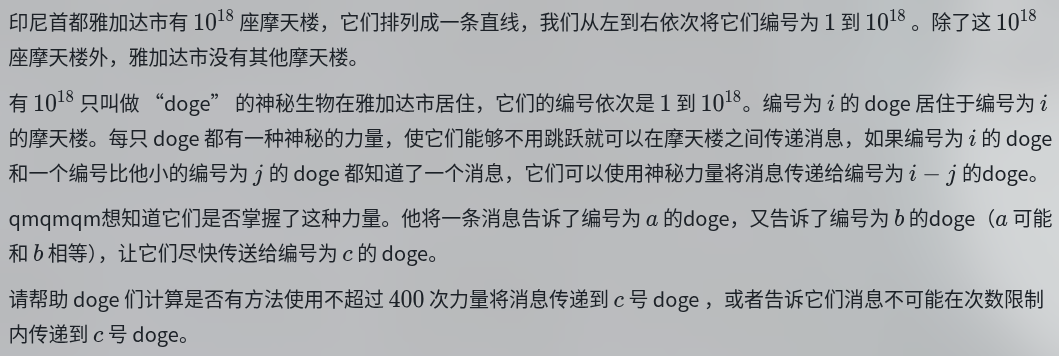 印尼首都雅加达市有 10^18 座摩天楼，它们排列成一条直线，我们从左到右依次将它们编号为 1 到 10^18 。除了这 10^18
座摩天楼外，雅加达市没有其他摩天楼。
有 10^18 只叫做 “doge” 的神秘生物在雅加达市居住，它们的编号依次是 1 到 10^18。编号为 i 的 doge 居住于编号为 i
的摩天楼。每只 doge 都有一种神秘的力量，使它们能够不用跳跃就可以在摩天楼之间传递消息，如果编号为 i 的 doge
和一个编号比他小的编号为 j 的 doge 都知道了一个消息，它们可以使用神秘力量将消息传递给编号为 i − j 的doge。
qmqmqm想知道它们是否掌握了这种力量。他将一条消息告诉了编号为 a 的doge，又告诉了编号为 b 的doge（a 可能
和 b 相等），让它们尽快传送给编号为 c 的 doge。
请帮助 doge 们计算是否有方法使用不超过 400 次力量将消息传递到 c 号 doge ，或者告诉它们消息不可能在次数限制
内传递到 c 号 doge。